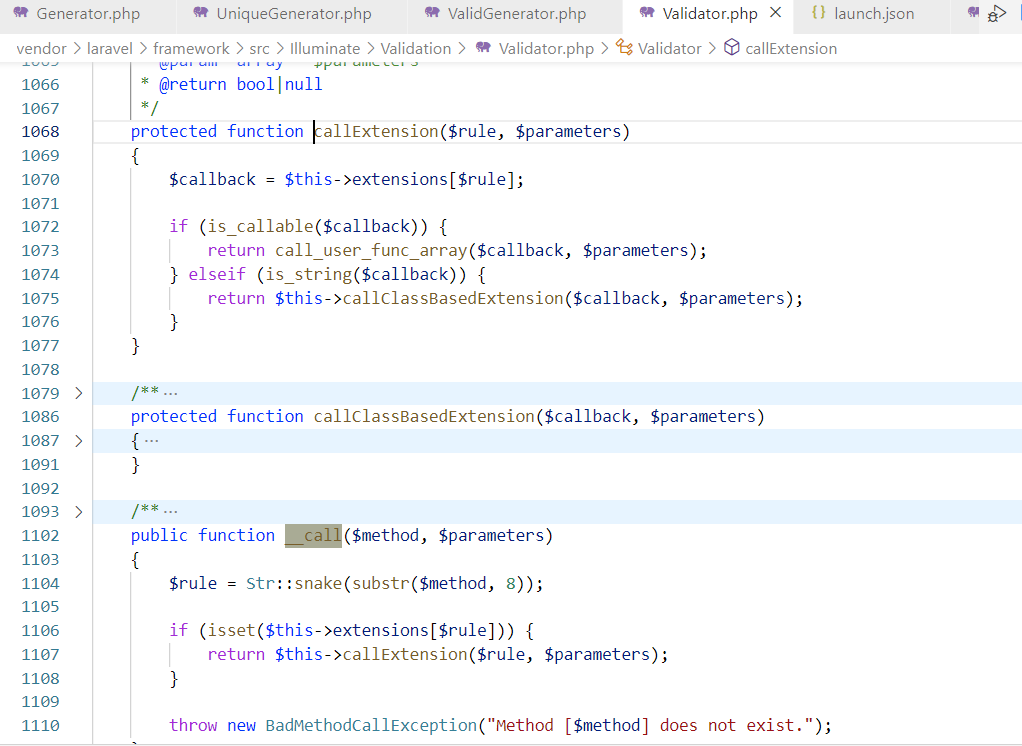 Generator.php UniqueGenerator.php ValidGenerator.php Validator.php {} launch.json
vendor > laravel > framework > src > Illuminate > Validation > Validator.php > Validator > callExtension
1065 * @param array $parameters
1066 * @return bool|null
1067 */
1068 protected function callExtension($rule, $parameters)
1069 {
1070 $callback = $this->extensions[$rule];
1071
1072 if (is_callable($callback)) {
1073 return call_user_func_array($callback, $parameters);
1074 } elseif (is_string($callback)) {
1075 return $this->callClassBasedExtension($callback, $parameters);
1076 }
1077 }
1078
1079 /** ...
1086 protected function callClassBasedExtension($callback, $parameters)
1087 { ...
1091 }
1092
1093 /** ...
1102 public function __call($method, $parameters)
1103 {
1104 $rule = Str::snake(substr($method, 8));
1105
1106 if (isset($this->extensions[$rule])) {
1107 return $this->callExtension($rule, $parameters);
1108 }
1109
1110 throw new BadMethodCallException("Method [$method] does not exist.");